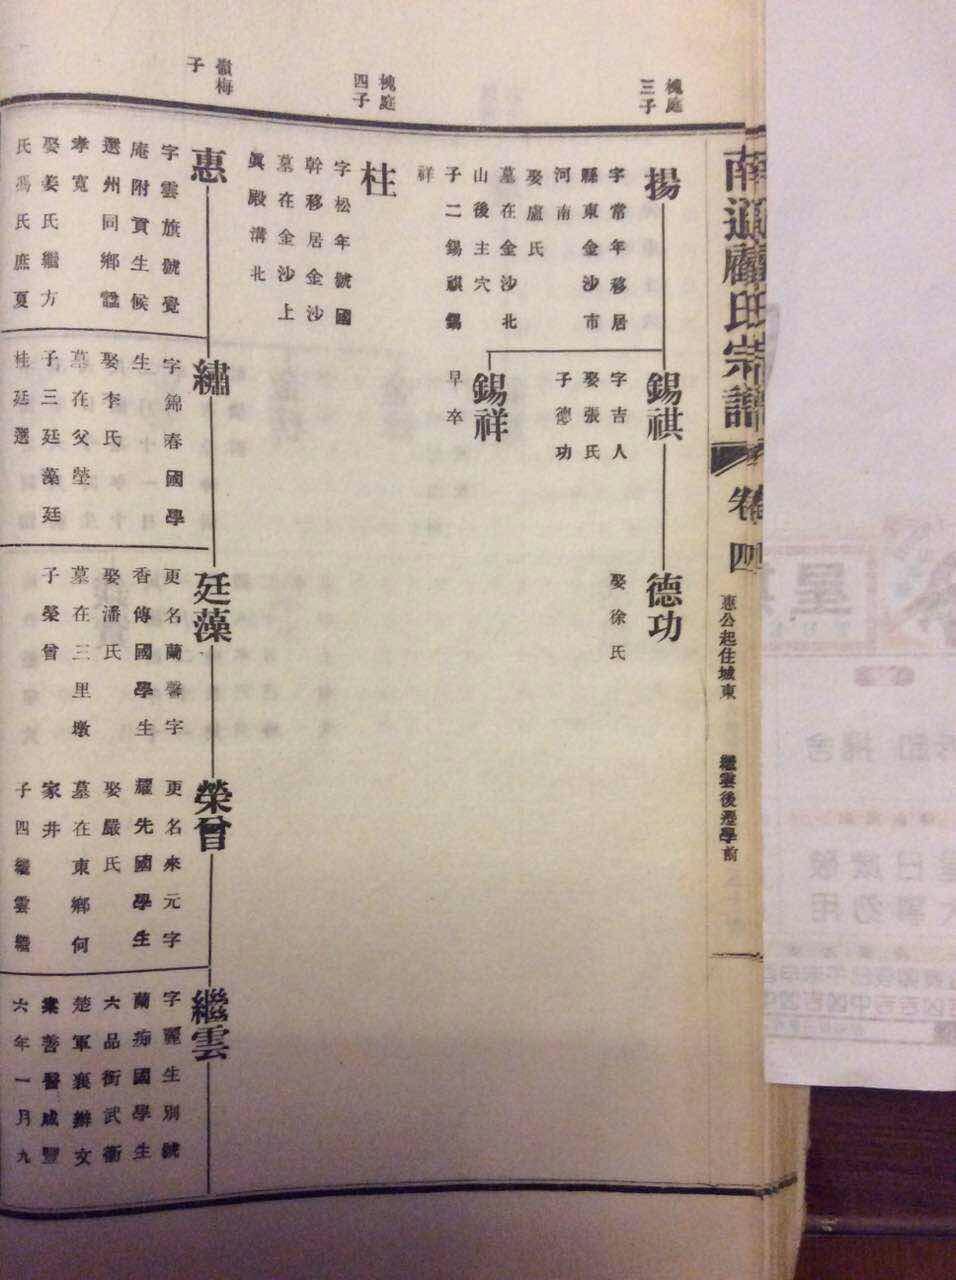 南通顧氏宗譜
卷四
惠公起住城東
繼雲後遷學前
槐庭
三子
揚
字常年移居
縣東金沙市
河南
娶盧氏
墓在金沙北
山後主穴
子二錫祺錫
祥
錫祺
字吉人
娶張氏
子德功
德功
娶徐氏
錫祥
早卒
槐庭
四子
柱
字松年號國
幹移居金沙
墓在金沙上
眞殿溝北
嶺梅
子
惠
字雲旗號覺
庵附貢生候
選州同鄉諡
孝寬
娶姜氏繼方
氏馮氏庶夏
繡
字錦春國學
生
娶李氏
墓在父塋
子三廷藻廷
桂廷選
廷藻
更名蘭馨字
香傳國學生
娶潘氏
墓在三里墩
子榮曾
榮曾
更名來元字
耀先國學生
娶嚴氏
墓在東鄉何
家井
子四繼雲繼
繼雲
字麗生別號
蘭痴國學生
六品銜武衞
楚軍襄辦文
案善醫咸豐
六年一月九